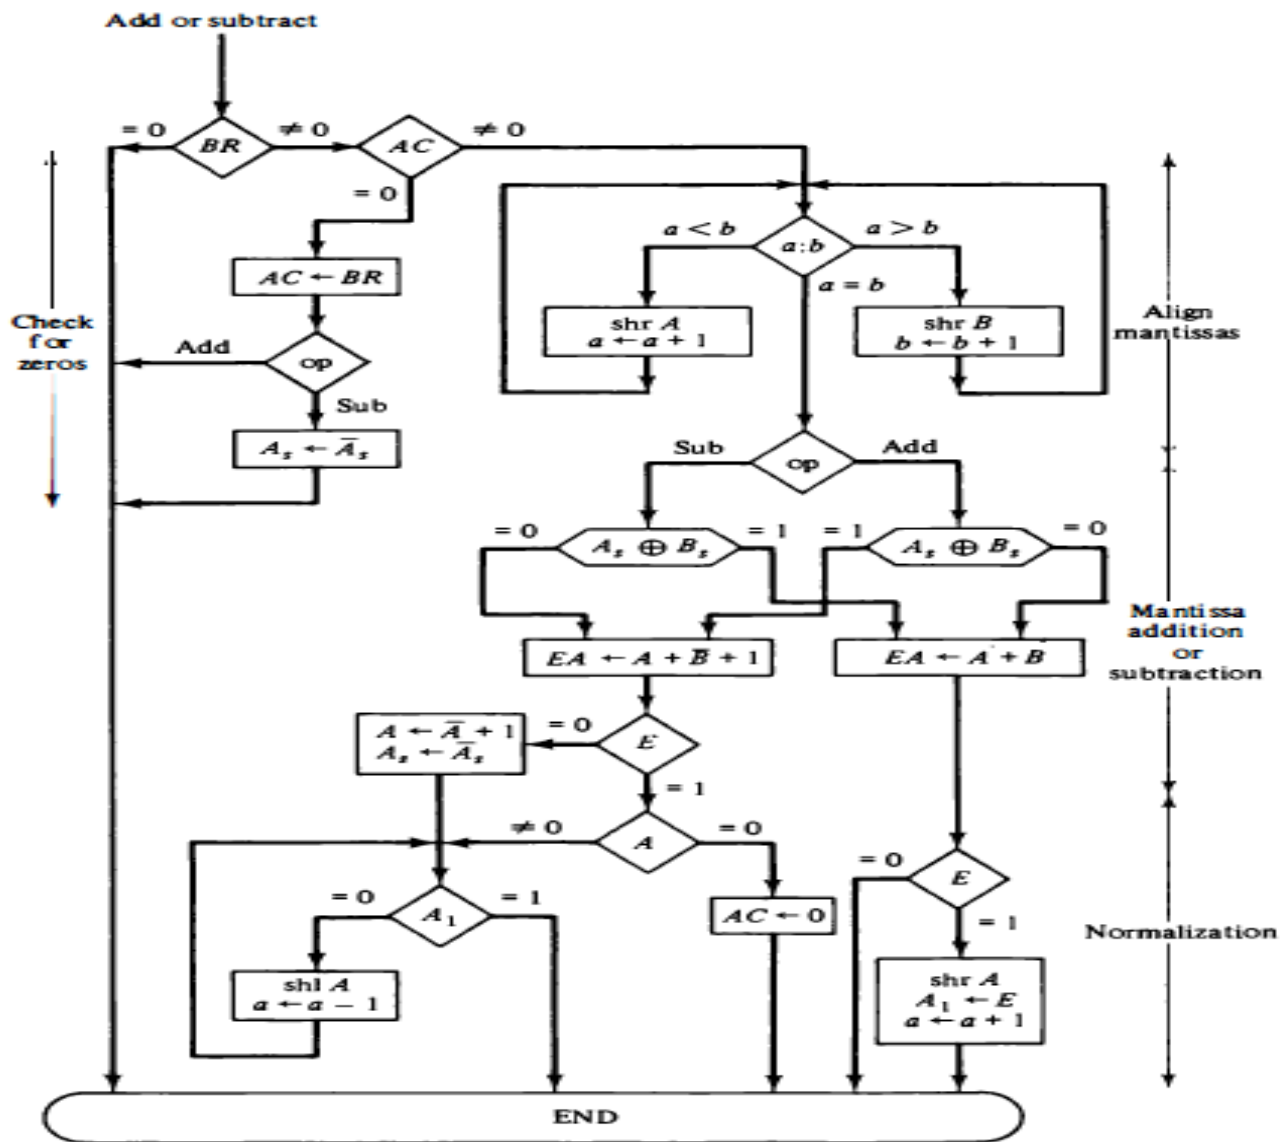 Add or subtract
= 0
BR
≠ 0
AC
≠ 0
= 0
AC ← BR
Add
op
Sub
A_s ← A̅_s
Check
for
zeros
a < b
a:b
a > b
a = b
shr A
a ← a + 1
shr B
b ← b + 1
Align
mantissas
Sub
op
Add
= 0
A_s ⊕ B_s
= 1
= 1
A_s ⊕ B_s
= 0
EA ← A + B̅ + 1
EA ← A + B
Mantissa
addition
or
subtraction
A ← A̅ + 1
A_s ← A̅_s
= 0
E
= 1
≠ 0
A
= 0
= 0
A_1
= 1
AC ← 0
shl A
a ← a − 1
= 0
E
= 1
shr A
A_1 ← E
a ← a + 1
Normalization
END